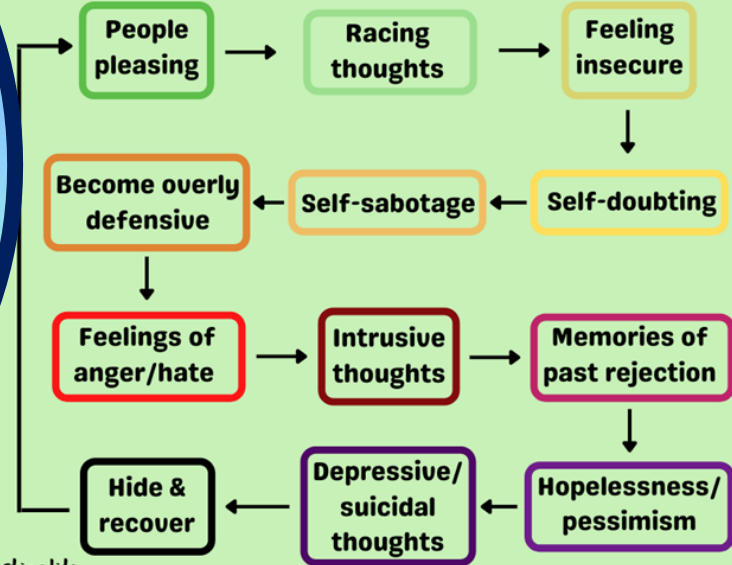 People
pleasing
Racing
thoughts
Feeling
insecure
Self-doubting
Self-sabotage
Become overly
defensive
Feelings of
anger/hate
Intrusive
thoughts
Memories of
past rejection
Hopelessness/
pessimism
Depressive/
suicidal
thoughts
Hide &
recover